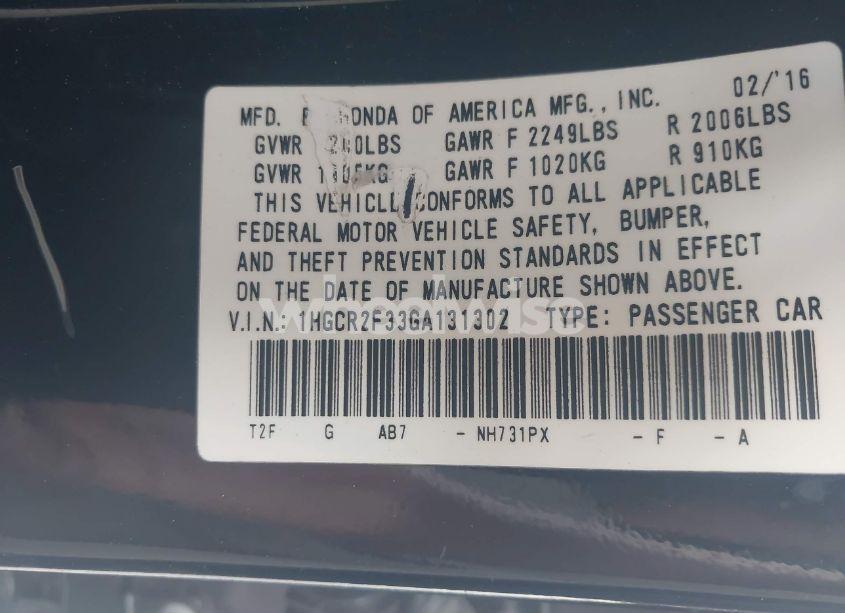 02/'16
MFD. ONDA OF AMERICA MFG., INC.
GVWR GAWR F 2249LBS R 2006LBS
GVWR GAWR F 1020KG R 910KG
THIS CONFORMS TO ALL APPLICABLE
FEDERAL MOTOR VEHICLE SAFETY, BUMPER,
AND THEFT PREVENTION STANDARDS IN EFFECT
ON THE DATE OF MANUFACTURE SHOWN ABOVE.
V.I.N.: 1HGCR2F33GA131302 TYPE: PASSENGER CAR
wheelwise
T2F G AB7 - NH731PX - F - A